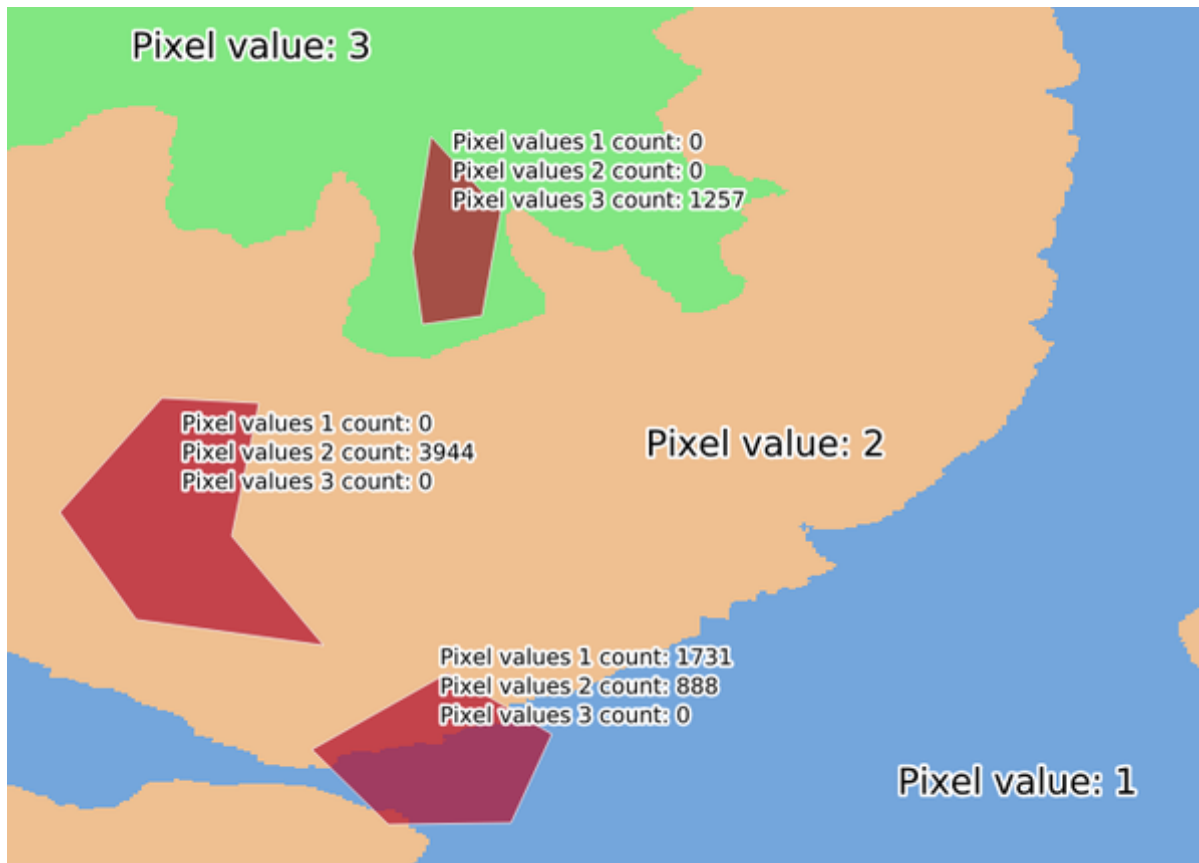 Pixel value: 3
Pixel values 1 count: 0
Pixel values 2 count: 0
Pixel values 3 count: 1257
Pixel values 1 count: 0
Pixel values 2 count: 3944
Pixel values 3 count: 0
Pixel value: 2
Pixel values 1 count: 1731
Pixel values 2 count: 888
Pixel values 3 count: 0
Pixel value: 1